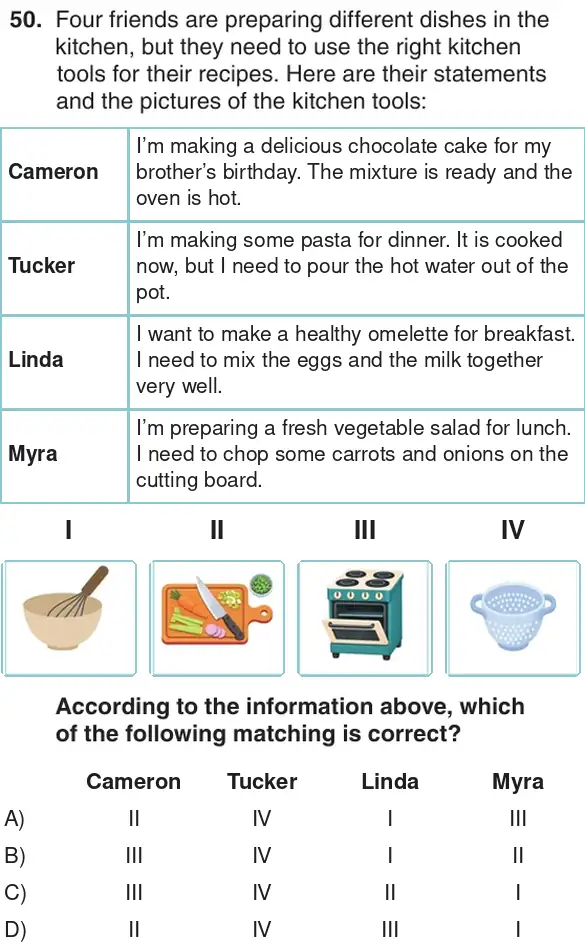 50. Four friends are preparing different dishes in the
kitchen, but they need to use the right kitchen
tools for their recipes. Here are their statements
and the pictures of the kitchen tools:
Cameron
I'm making a delicious chocolate cake for my
brother's birthday. The mixture is ready and the
oven is hot.
Tucker
I'm making some pasta for dinner. It is cooked
now, but I need to pour the hot water out of the
pot.
Linda
I want to make a healthy omelette for breakfast.
I need to mix the eggs and the milk together
very well.
Myra
I'm preparing a fresh vegetable salad for lunch.
I need to chop some carrots and onions on the
cutting board.
I II III IV
According to the information above, which
of the following matching is correct?
Cameron Tucker Linda Myra
A) II IV I III
B) III IV I II
C) III IV II I
D) II IV III I